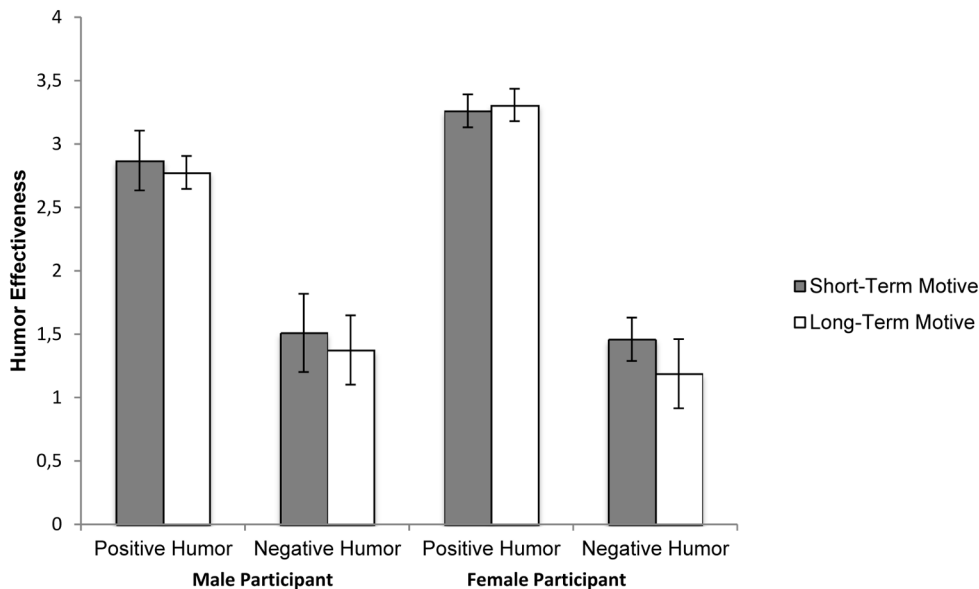 4
3,5
3
2,5
2
1,5
1
0,5
0
Humor Effectiveness
Positive Humor Negative Humor Positive Humor Negative Humor
Male Participant Female Participant
Short-Term Motive
Long-Term Motive